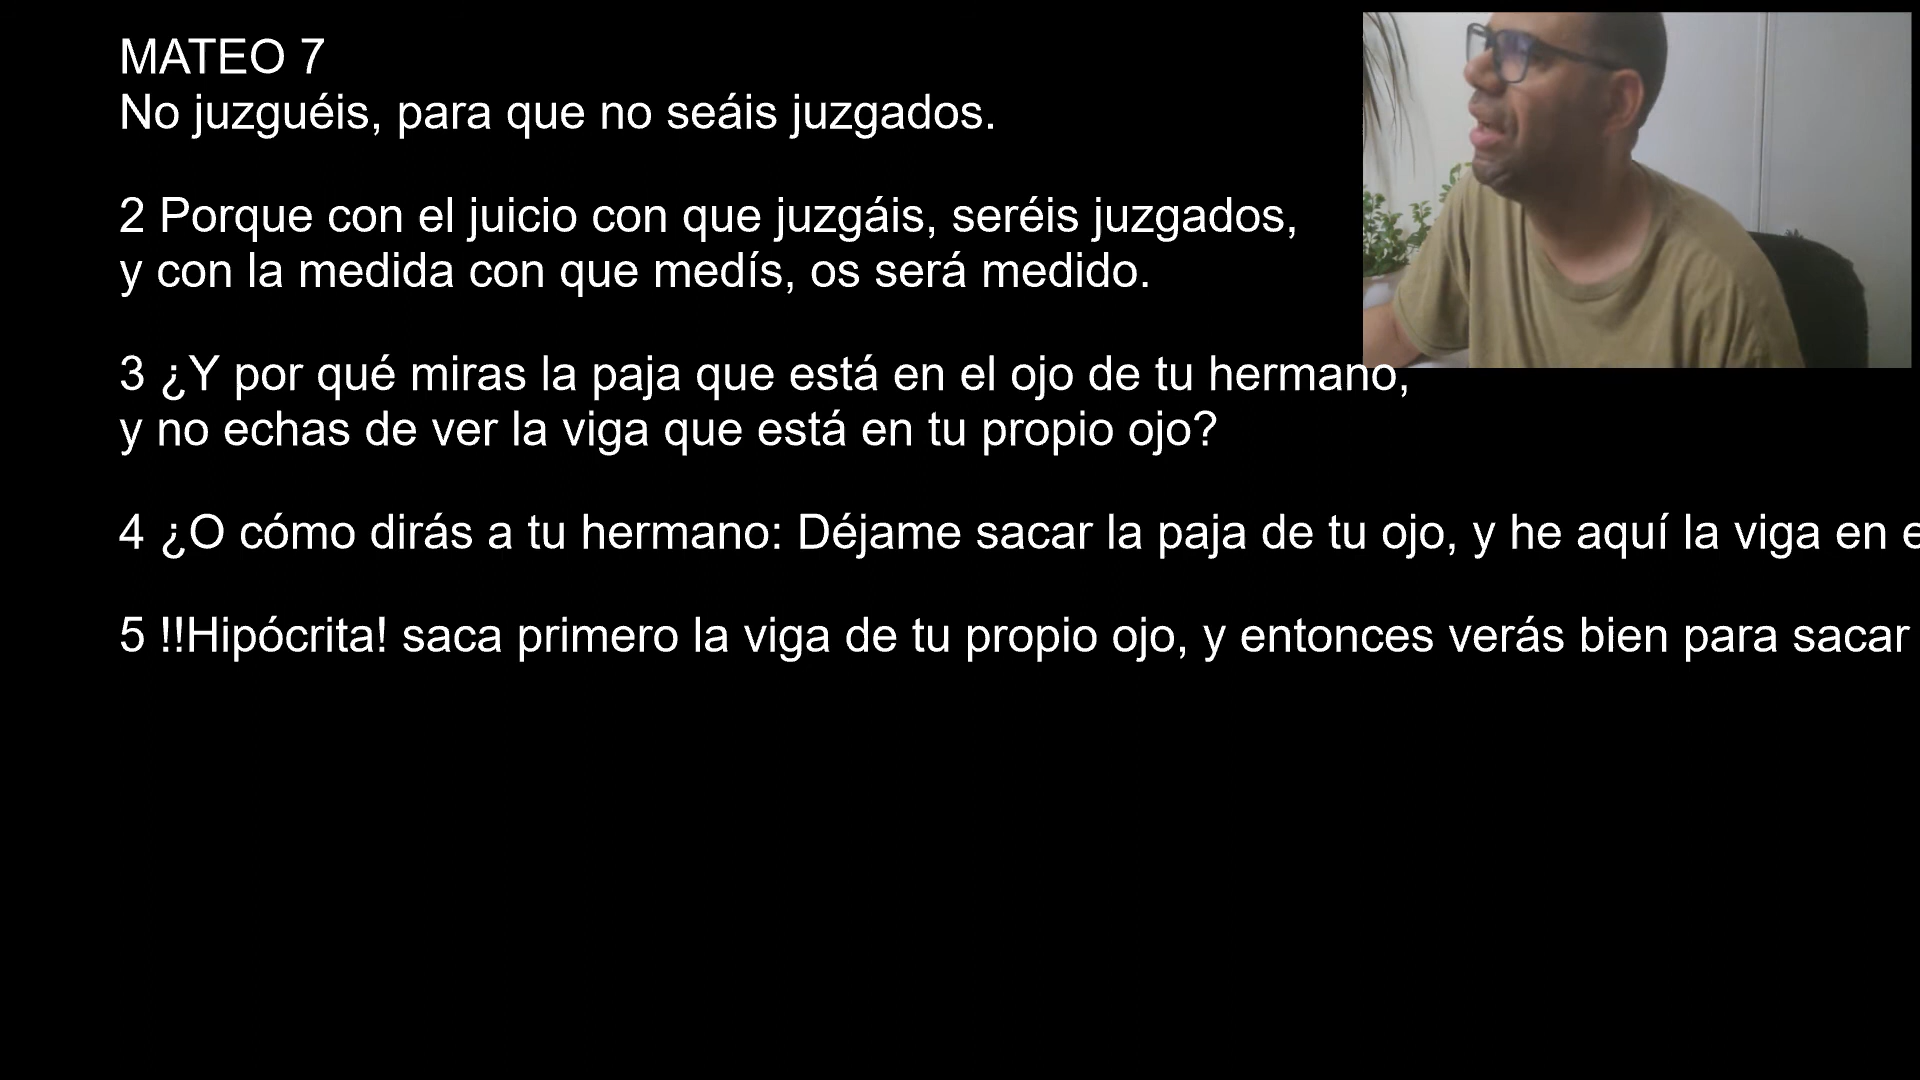 MATEO 7
No juzguéis, para que no seáis juzgados.
2 Porque con el juicio con que juzgáis, seréis juzgados,
y con la medida con que medís, os será medido.
3 ¿Y por qué miras la paja que está en el ojo de tu hermano,
y no echas de ver la viga que está en tu propio ojo?
4 ¿O cómo dirás a tu hermano: Déjame sacar la paja de tu ojo, y he aquí la viga en
5 !!Hipócrita! saca primero la viga de tu propio ojo, y entonces verás bien para sacar